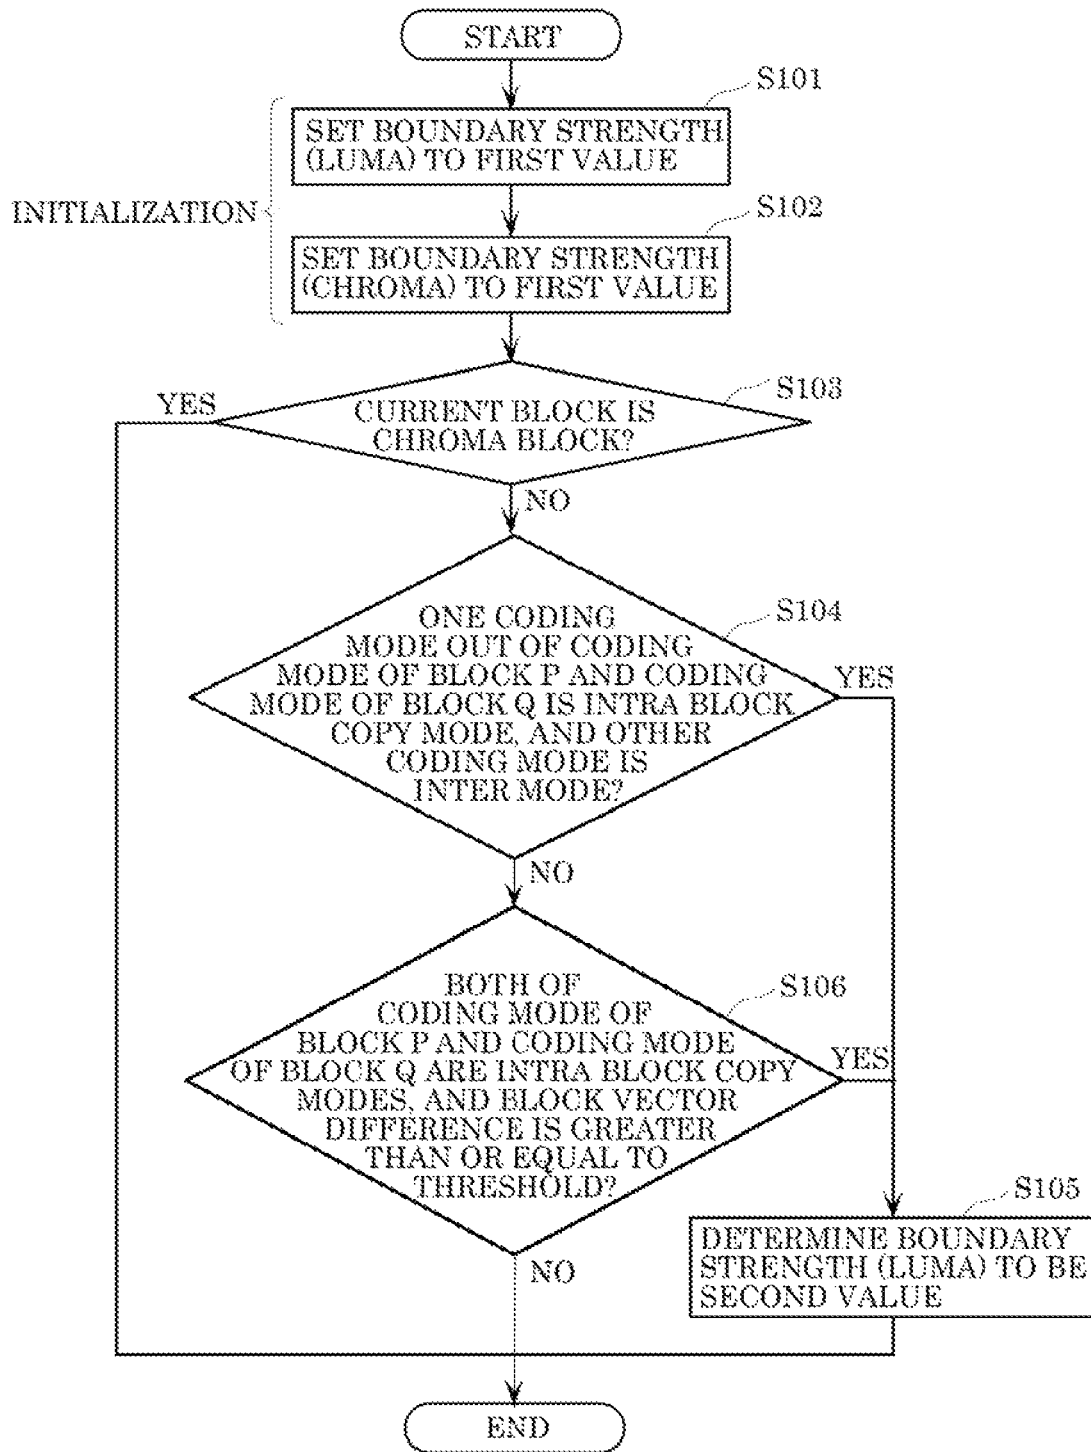 START
S101
SET BOUNDARY STRENGTH
(LUMA) TO FIRST VALUE
INITIALIZATION
S102
SET BOUNDARY STRENGTH
(CHROMA) TO FIRST VALUE
S103
YES
CURRENT BLOCK IS
CHROMA BLOCK?
NO
S104
ONE CODING
MODE OUT OF CODING
MODE OF BLOCK P AND CODING
MODE OF BLOCK Q IS INTRA BLOCK
COPY MODE, AND OTHER
CODING MODE IS
INTER MODE?
YES
NO
S106
BOTH OF
CODING MODE OF
BLOCK P AND CODING MODE
OF BLOCK Q ARE INTRA BLOCK COPY
MODES, AND BLOCK VECTOR
DIFFERENCE IS GREATER
THAN OR EQUAL TO
THRESHOLD?
YES
S105
DETERMINE BOUNDARY
STRENGTH (LUMA) TO BE
SECOND VALUE
NO
END